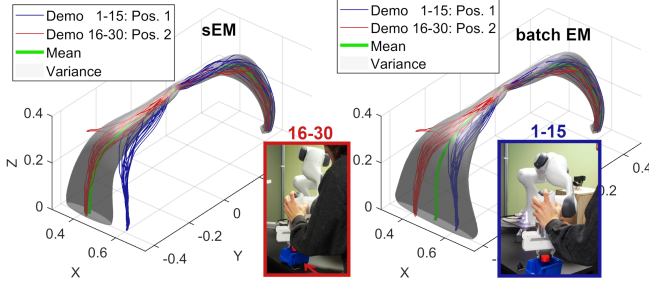 Demo 1-15: Pos. 1
Demo 16-30: Pos. 2
Mean
Variance
sEM
0.4
0.2
0
Z
0.4
0.6
X
-0.4
-0.2
0
Y
16-30
Demo 1-15: Pos. 1
Demo 16-30: Pos. 2
Mean
Variance
batch EM
0.4
0.2
0
0.4
0.6
X
-0.4
1-15
0.2
0.4